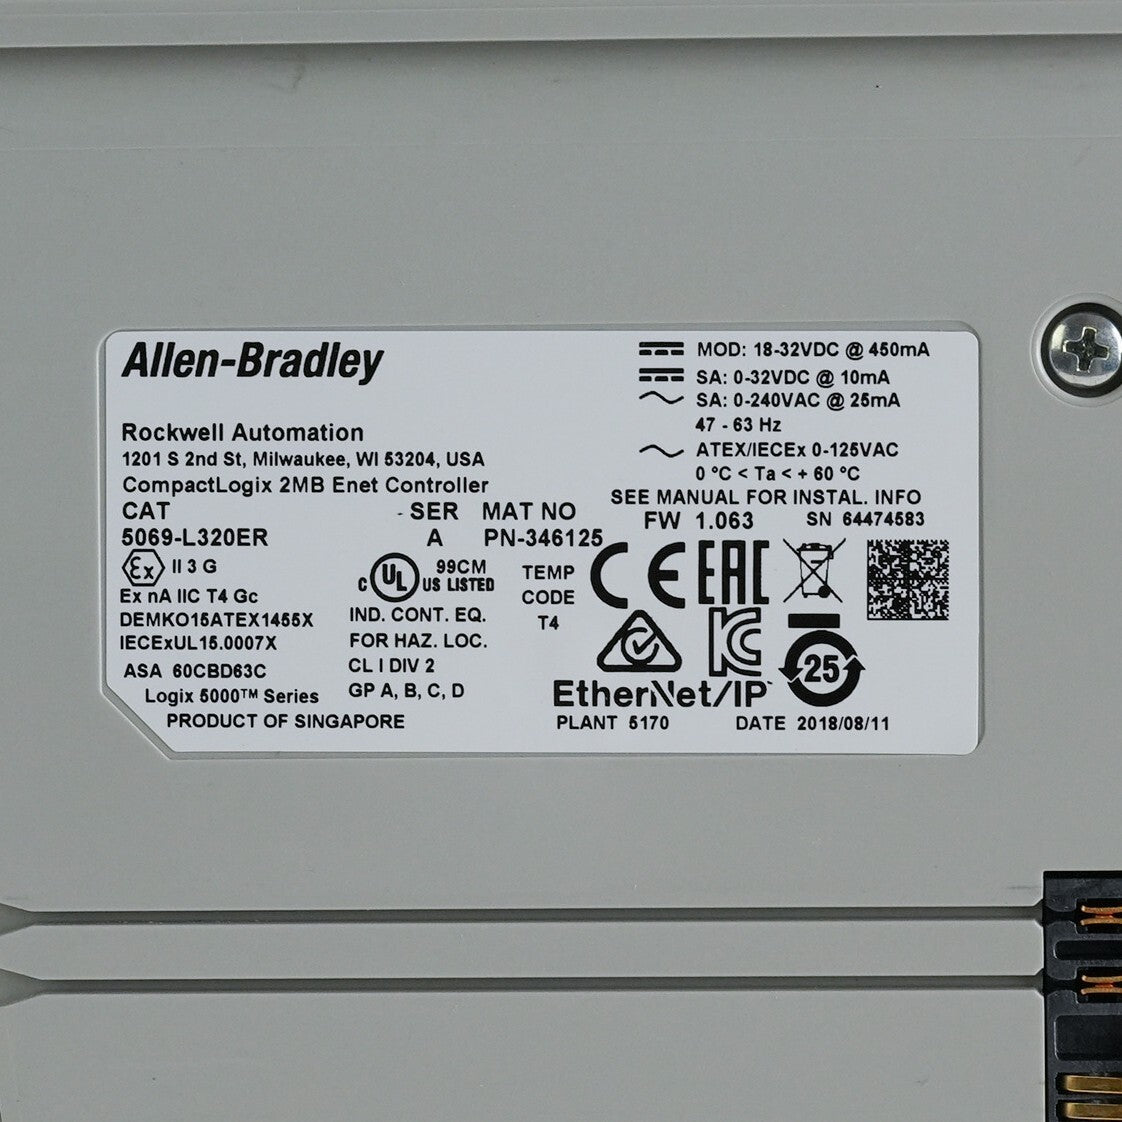 Allen-Bradley
Rockwell Automation
1201 S 2nd St, Milwaukee, WI 53204, USA
CompactLogix 2MB Enet Controller
CAT SER MAT NO
5069-L320ER A PN-346125
Ex II 3 G
Ex nA IIC T4 Gc
DEMKO15ATEX1455X
IECExUL15.0007X
ASA 60CBD63C
Logix 5000™ Series
PRODUCT OF SINGAPORE
C UL US LISTED
99CM
IND. CONT. EQ.
FOR HAZ. LOC.
CL I DIV 2
GP A, B, C, D
MOD: 18-32VDC @ 450mA
SA: 0-32VDC @ 10mA
SA: 0-240VAC @ 25mA
47 - 63 Hz
ATEX/IECEx 0-125VAC
0 °C < Ta < + 60 °C
SEE MANUAL FOR INSTAL. INFO
FW 1.063 SN 64474583
TEMP
CODE
T4
CE EAC
KC
25
EtherNet/IP
PLANT 5170 DATE 2018/08/11